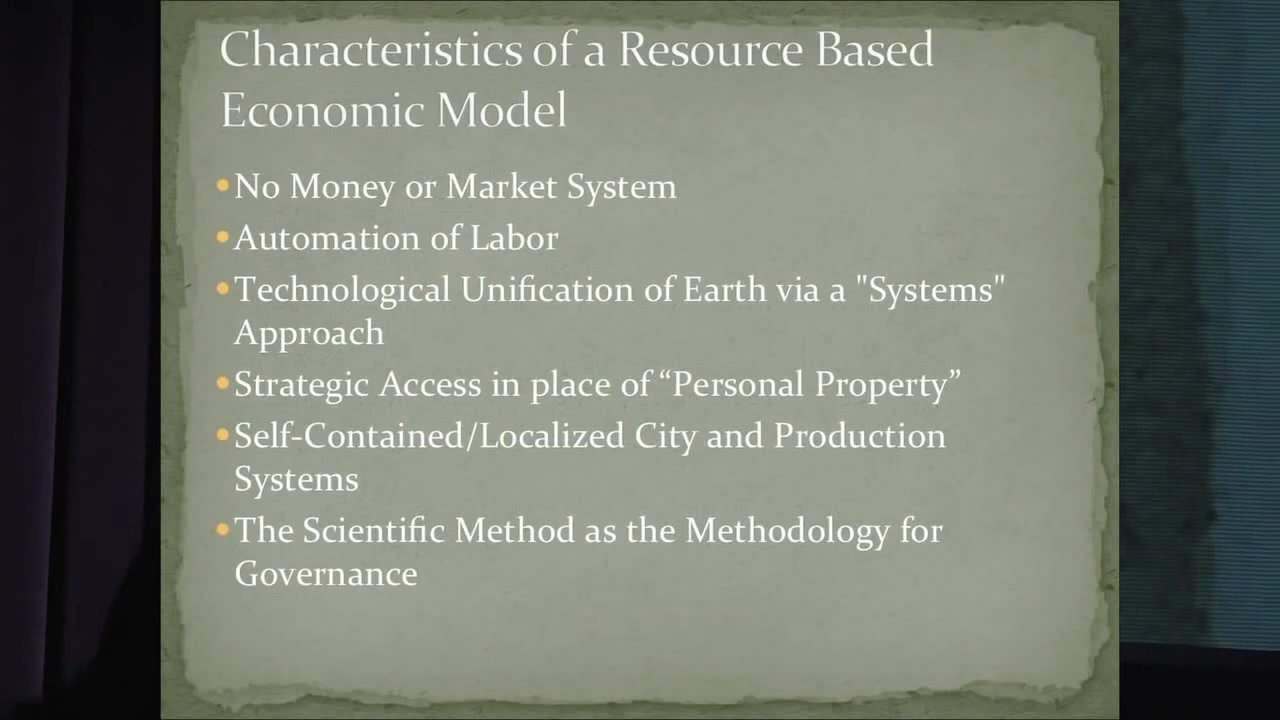 Characteristics of a Resource Based
Economic Model
•No Money or Market System
•Automation of Labor
•Technological Unification of Earth via a "Systems"
Approach
•Strategic Access in place of “Personal Property”
•Self-Contained/Localized City and Production
Systems
•The Scientific Method as the Methodology for
Governance